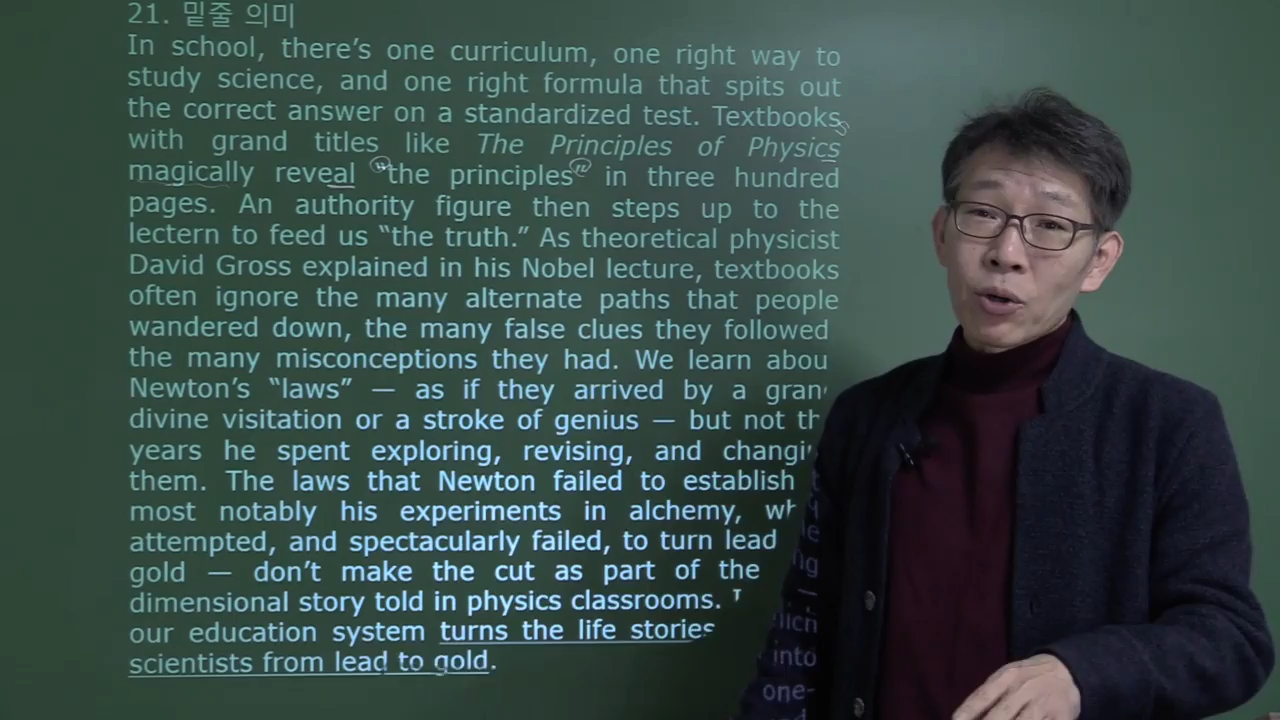 21. 밑줄 의미
In school, there’s one curriculum, one right way to
study science, and one right formula that spits out
the correct answer on a standardized test. Textbooks
with grand titles like The Principles of Physics
magically reveal “the principles” in three hundred
pages. An authority figure then steps up to the
lectern to feed us “the truth.” As theoretical physicist
David Gross explained in his Nobel lecture, textbooks
often ignore the many alternate paths that people
wandered down, the many false clues they followed
the many misconceptions they had. We learn abou
Newton’s “laws” — as if they arrived by a gran
divine visitation or a stroke of genius — but not th
years he spent exploring, revising, and changi
them. The laws that Newton failed to establish
most notably his experiments in alchemy, wh
attempted, and spectacularly failed, to turn lead into
gold — don’t make the cut as part of the one-
dimensional story told in physics classrooms.
our education system turns the life stories
scientists from lead to gold.